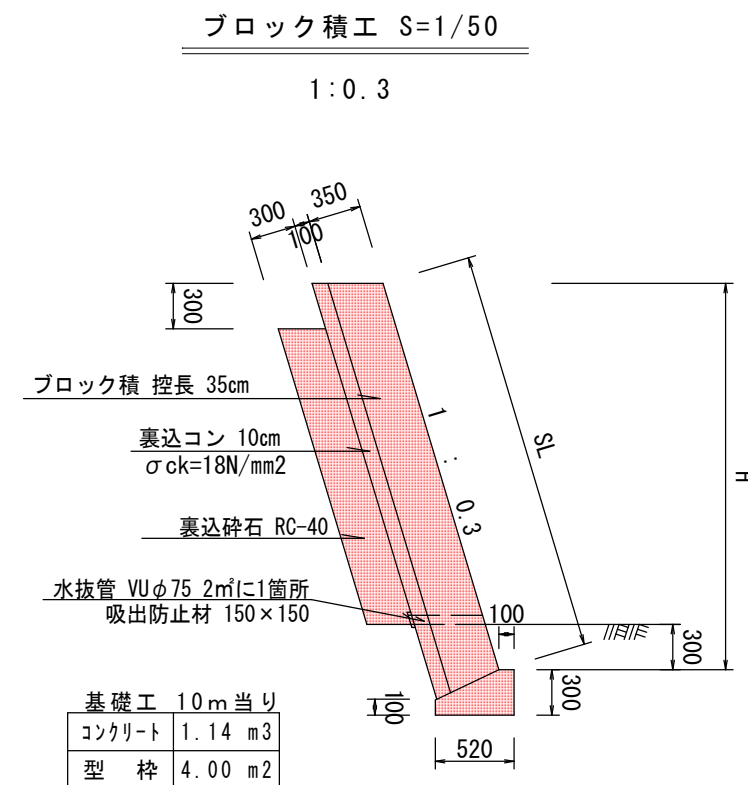 ブロック積工 S=1/50
1:0.3
300
100
350
300
ブロック積 控長 35cm
裏込コン 10cm
σck=18N/mm2
裏込砕石 RC-40
水抜管 VUφ75 2㎡に1箇所
吸出防止材 150×150
1 : 0.3
SL
H
100
300
300
100
520
基礎工 10m当り
コンクリート 1.14 m3
型 枠 4.00 m2